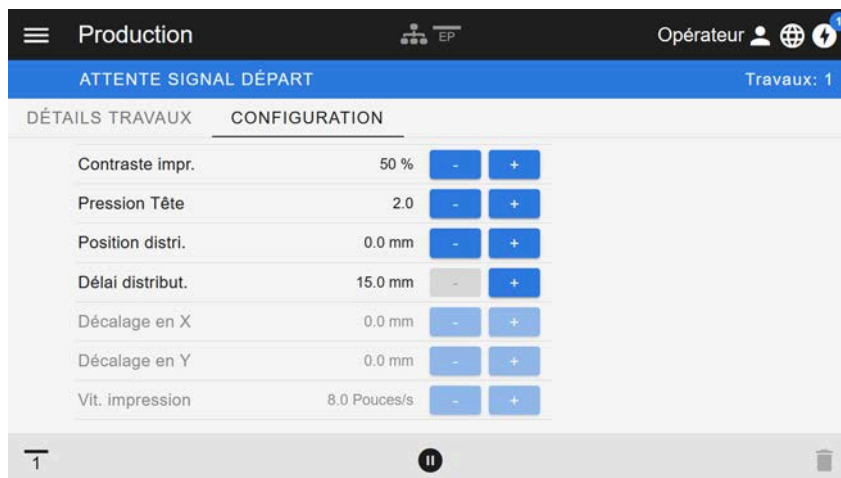 Production EP Opérateur 1
ATTENTE SIGNAL DÉPART Travaux: 1
DÉTAILS TRAVAUX CONFIGURATION
Contraste impr. 50 % - +
Pression Tête 2.0 - +
Position distri. 0.0 mm - +
Délai distribut. 15.0 mm - +
Décalage en X 0.0 mm - +
Décalage en Y 0.0 mm - +
Vit. impression 8.0 Pouces/s - +
1